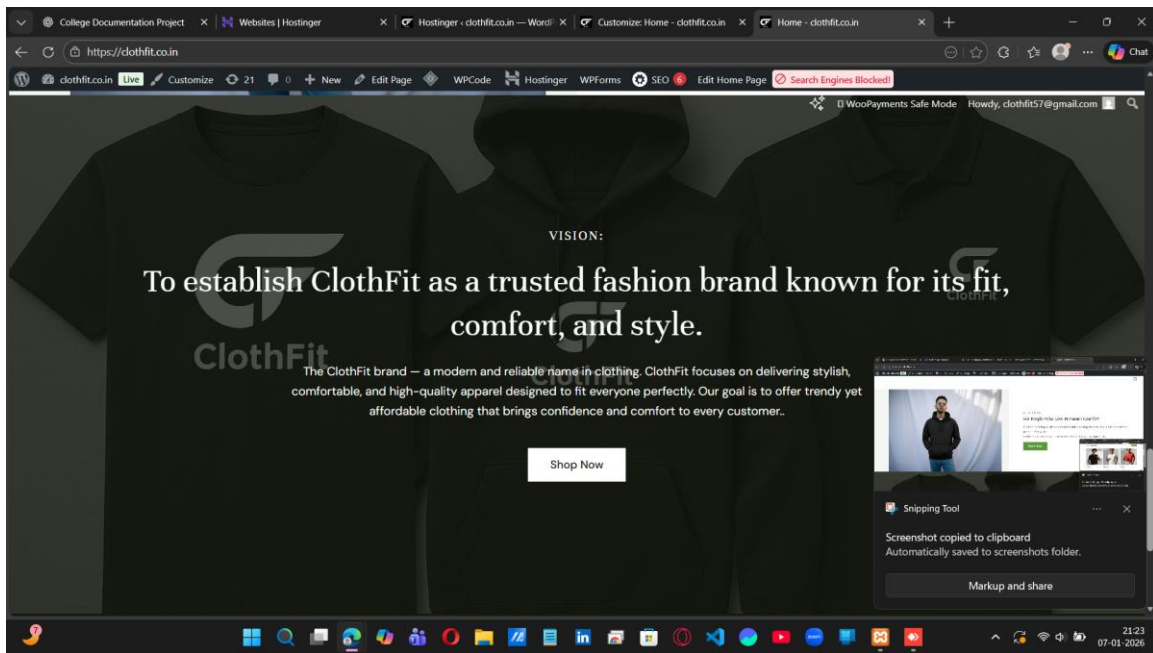 College Documentation Project
Websites | Hostinger
Hostinger ‹ clothfit.co.in — WordP
Customize: Home - clothfit.co.in
Home - clothfit.co.in
https://clothfit.co.in
Chat
clothfit.co.in Live Customize 21 0 New Edit Page WPCode Hostinger WPForms SEO 6 Edit Home Page Search Engines Blocked!
WooPayments Safe Mode Howdy, clothfit57@gmail.com
VISION:
To establish ClothFit as a trusted fashion brand known for its fit,
comfort, and style.
ClothFit
ClothFit
ClothFit
The ClothFit brand — a modern and reliable name in clothing. ClothFit focuses on delivering stylish,
comfortable, and high-quality apparel designed to fit everyone perfectly. Our goal is to offer trendy yet
affordable clothing that brings confidence and comfort to every customer..
Shop Now
Snipping Tool
Screenshot copied to clipboard
Automatically saved to screenshots folder.
Markup and share
21:23
07-01-2026